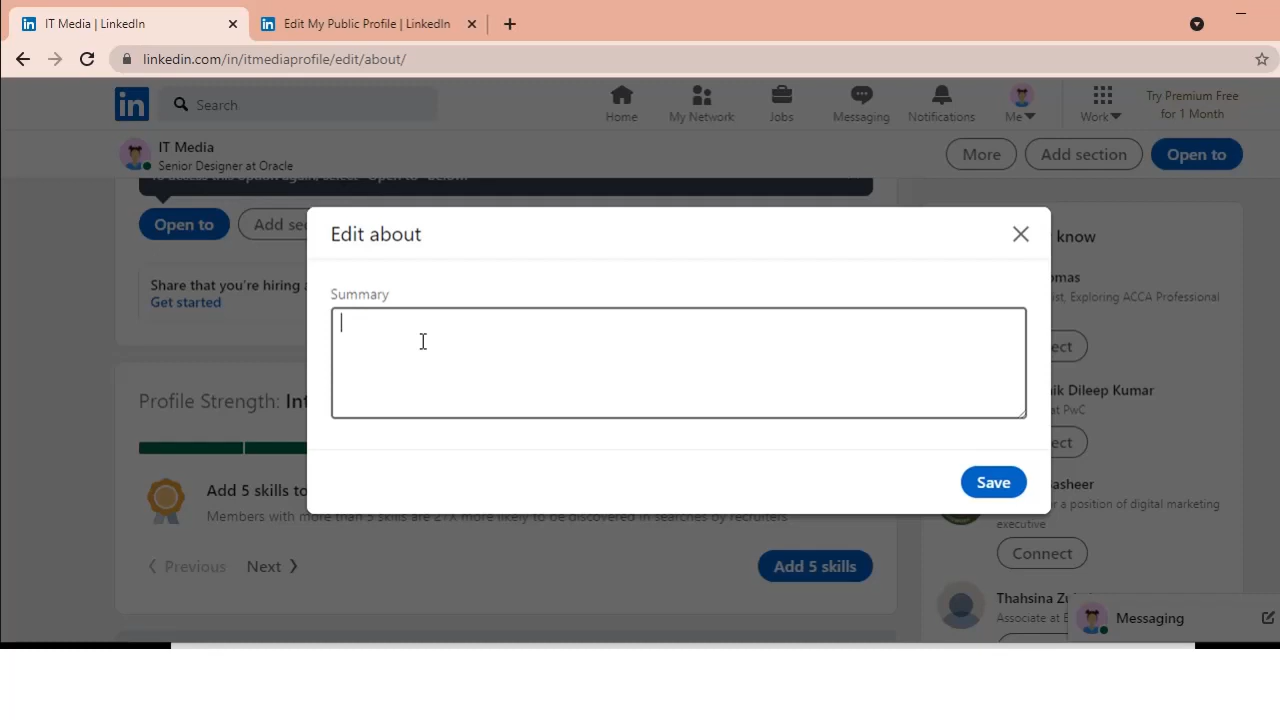 IT Media | LinkedIn
Edit My Public Profile | LinkedIn
linkedin.com/in/itmediaprofile/edit/about/
in
Search
Home
My Network
Jobs
Messaging
Notifications
Me
Work
Try Premium Free
for 1 Month
IT Media
Senior Designer at Oracle
More
Add section
Open to
Open to
Add sec
Share that you're hiring
Get started
Edit about
Summary
Save
know
omas
ist, Exploring ACCA Professional
ect
ik Dileep Kumar
at PwC
ect
asheer
r a position of digital marketing
executive
Connect
Profile Strength: Int
Add 5 skills to
Members with more than 5 skills are 27X more likely to be discovered in searches by recruiters
Previous
Next
Add 5 skills
Thahsina Zu
Associate at E
Messaging